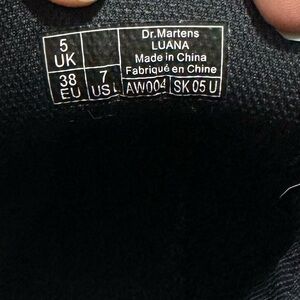 5
UK
38
EU
7
US L
Dr.Martens
LUANA
Made in China
Fabriqué en Chine
AW004
SK 05 U